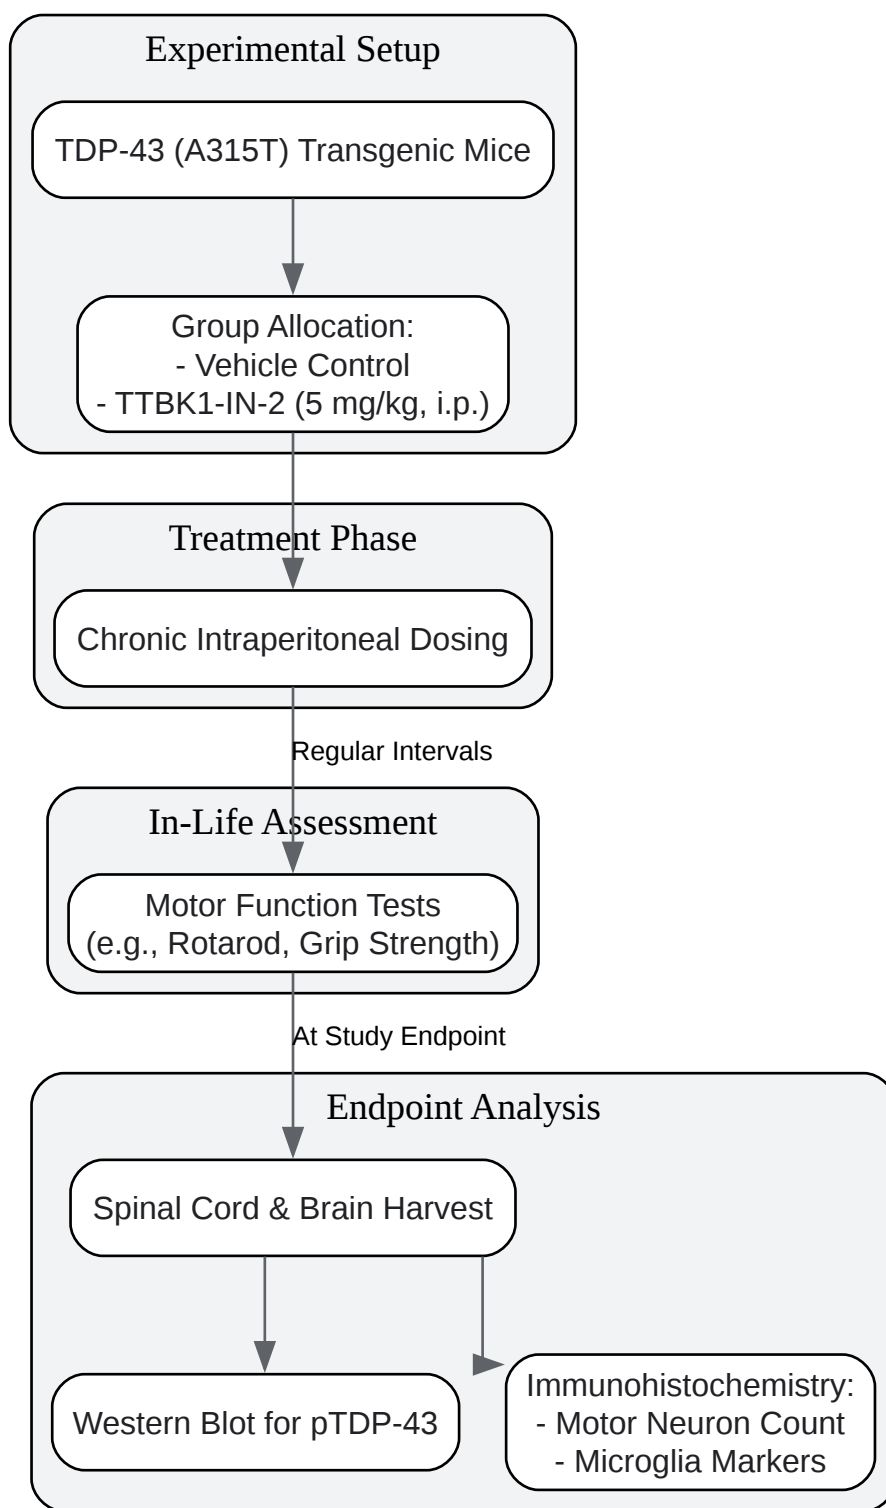 Experimental Setup
TDP-43 (A315T) Transgenic Mice
Group Allocation:
- Vehicle Control
- TTBK1-IN-2 (5 mg/kg, i.p.)
Treatment Phase
Chronic Intraperitoneal Dosing
Regular Intervals
In-Life Assessment
Motor Function Tests
(e.g., Rotarod, Grip Strength)
At Study Endpoint
Endpoint Analysis
Spinal Cord & Brain Harvest
Western Blot for pTDP-43
Immunohistochemistry:
- Motor Neuron Count
- Microglia Markers